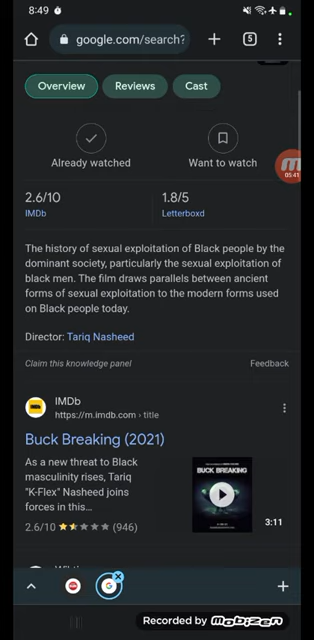 8:49
google.com/search?
5
Overview
Reviews
Cast
Already watched
Want to watch
05:41
2.6/10
IMDb
1.8/5
Letterboxd
The history of sexual exploitation of Black people by the
dominant society, particularly the sexual exploitation of
black men. The film draws parallels between ancient
forms of sexual exploitation to the modern forms used
on Black people today.
Director: Tariq Nasheed
Claim this knowledge panel
Feedback
IMDb
https://m.imdb.com › title
Buck Breaking (2021)
As a new threat to Black
masculinity rises, Tariq
"K-Flex" Nasheed joins
forces in this...
BUCK BREAKING
3:11
2.6/10
(946)
Recorded by Mobizen